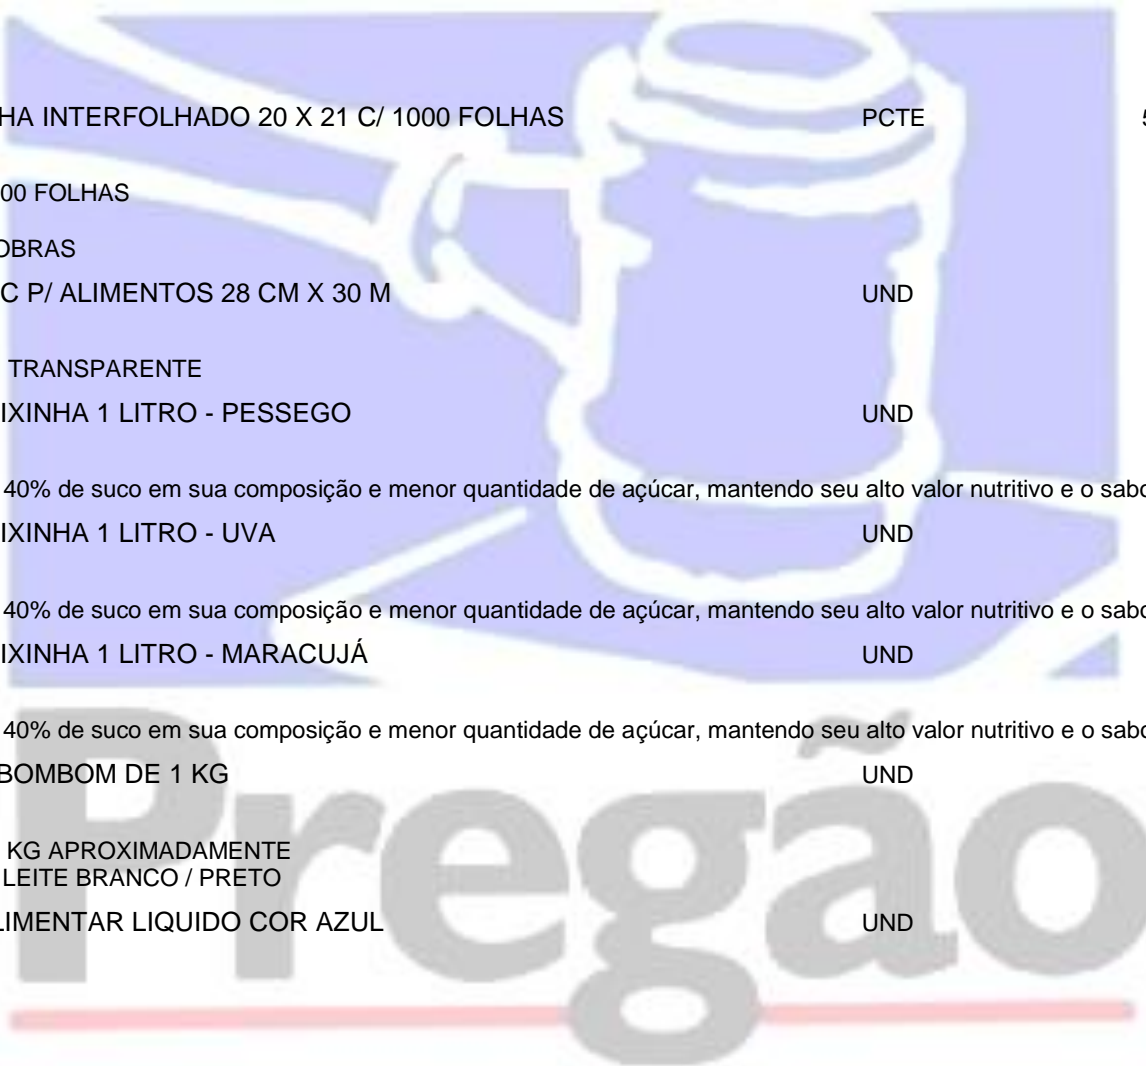 HA INTERFOLHADO 20 X 21 C/ 1000 FOLHAS PCTE 5
00 FOLHAS
OBRAS
C P/ ALIMENTOS 28 CM X 30 M UND
TRANSPARENTE
IXINHA 1 LITRO - PESSEGO UND
40% de suco em sua composição e menor quantidade de açúcar, mantendo seu alto valor nutritivo e o sabo
IXINHA 1 LITRO - UVA UND
40% de suco em sua composição e menor quantidade de açúcar, mantendo seu alto valor nutritivo e o sabo
IXINHA 1 LITRO - MARACUJÁ UND
40% de suco em sua composição e menor quantidade de açúcar, mantendo seu alto valor nutritivo e o sabo
BOMBOM DE 1 KG UND
KG APROXIMADAMENTE
LEITE BRANCO / PRETO
LIMENTAR LIQUIDO COR AZUL UND
Pregão